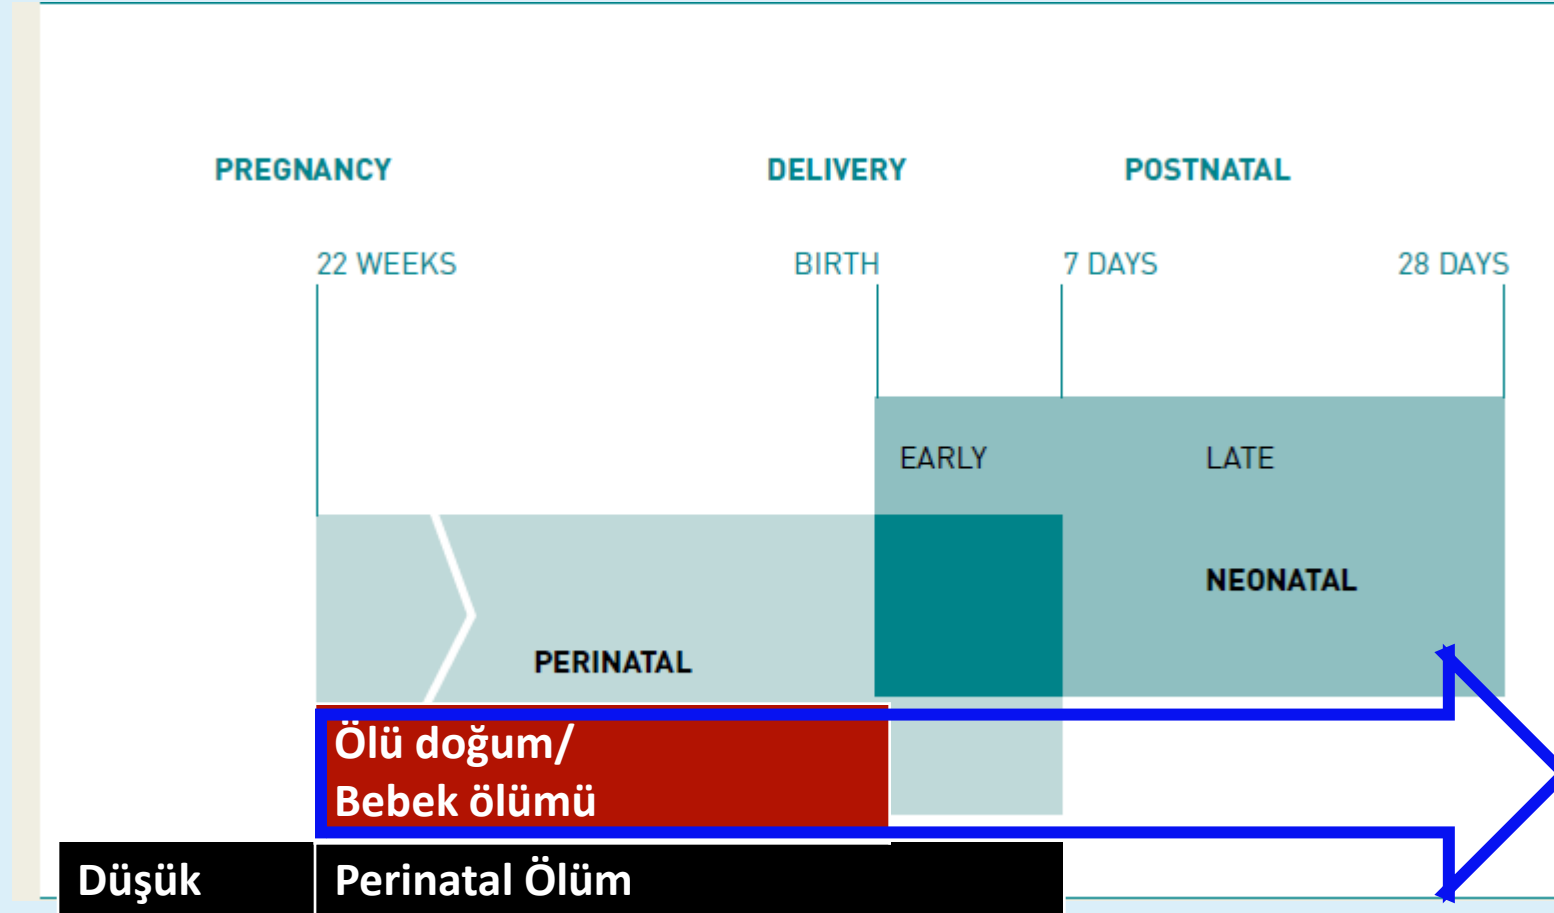 PREGNANCY DELIVERY POSTNATAL
22 WEEKS BIRTH 7 DAYS 28 DAYS
EARLY LATE
NEONATAL
PERINATAL
Ölü doğum/
Bebek ölümü
Düşük Perinatal Ölüm